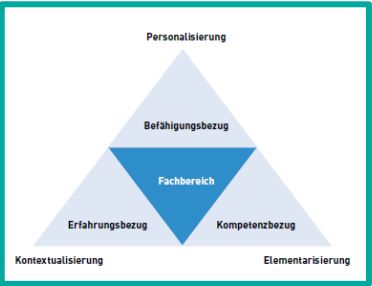 Personalisierung
Befähigungsbezug
Fachbereich
Erfahrungsbezug
Kompetenzbezug
Kontextualisierung
Elementarisierung